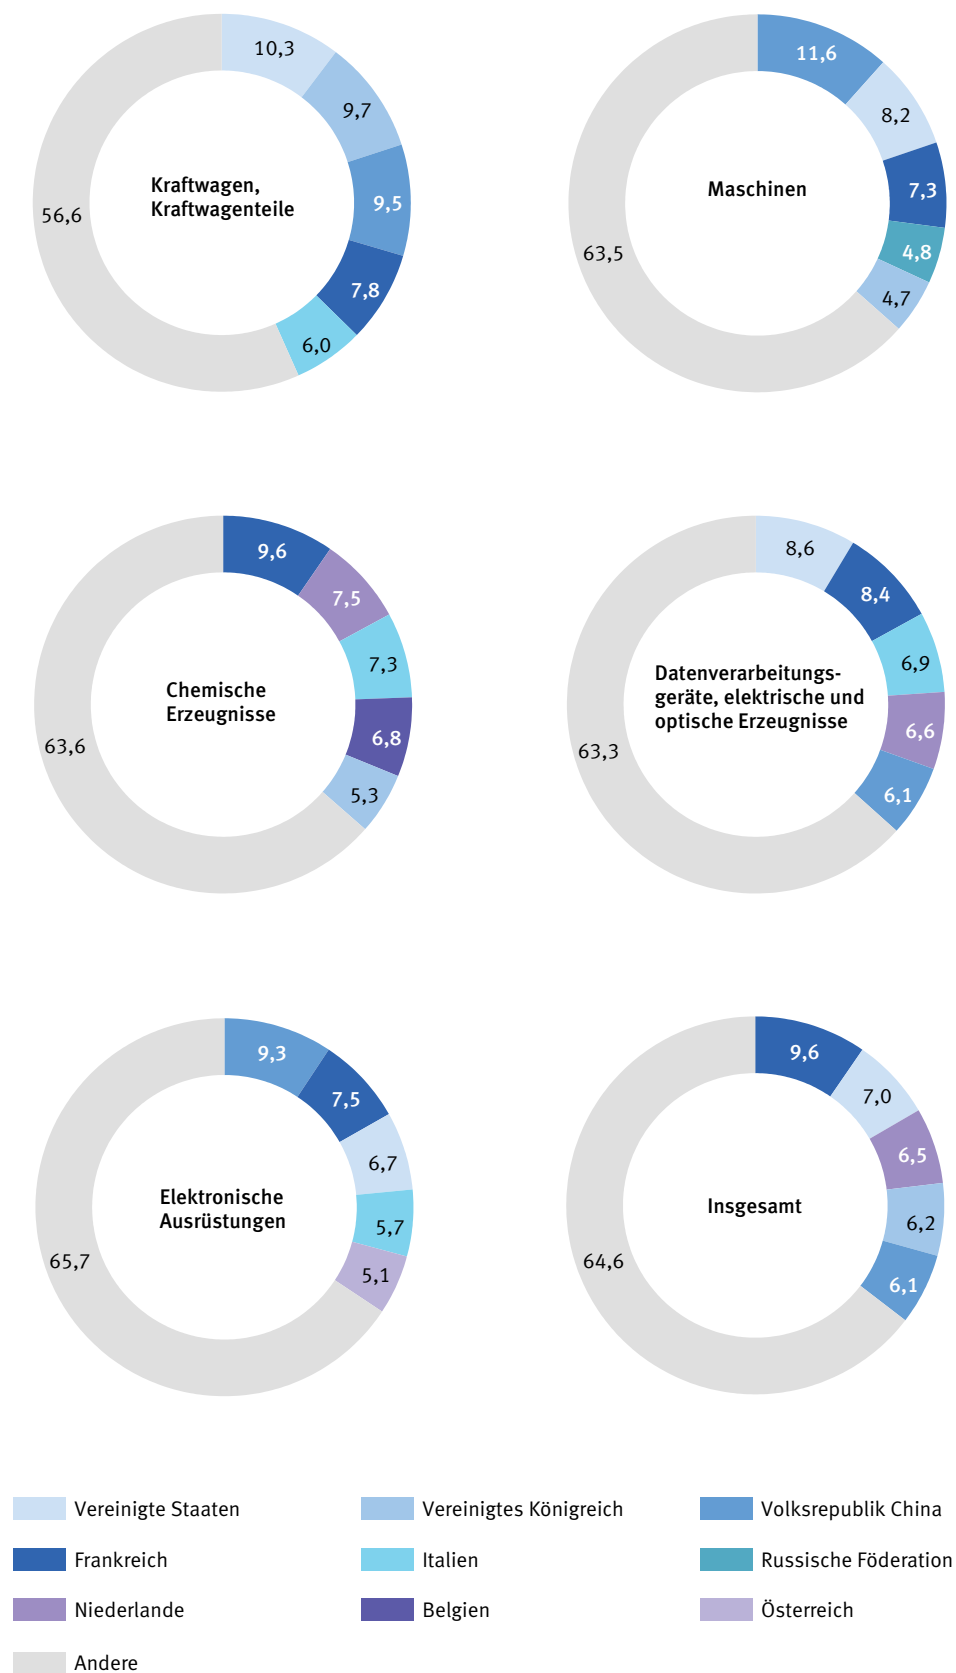 10,3
9,7
9,5
7,8
6,0
56,6
Kraftwagen,
Kraftwagenteile
11,6
8,2
7,3
4,8
4,7
63,5
Maschinen
9,6
7,5
7,3
6,8
5,3
63,6
Chemische
Erzeugnisse
8,6
8,4
6,9
6,6
6,1
63,3
Datenverarbeitungs-
geräte, elektrische und
optische Erzeugnisse
9,3
7,5
6,7
5,7
5,1
65,7
Elektronische
Ausrüstungen
9,6
7,0
6,5
6,2
6,1
64,6
Insgesamt
Vereinigte Staaten
Vereinigtes Königreich
Volksrepublik China
Frankreich
Italien
Russische Föderation
Niederlande
Belgien
Österreich
Andere